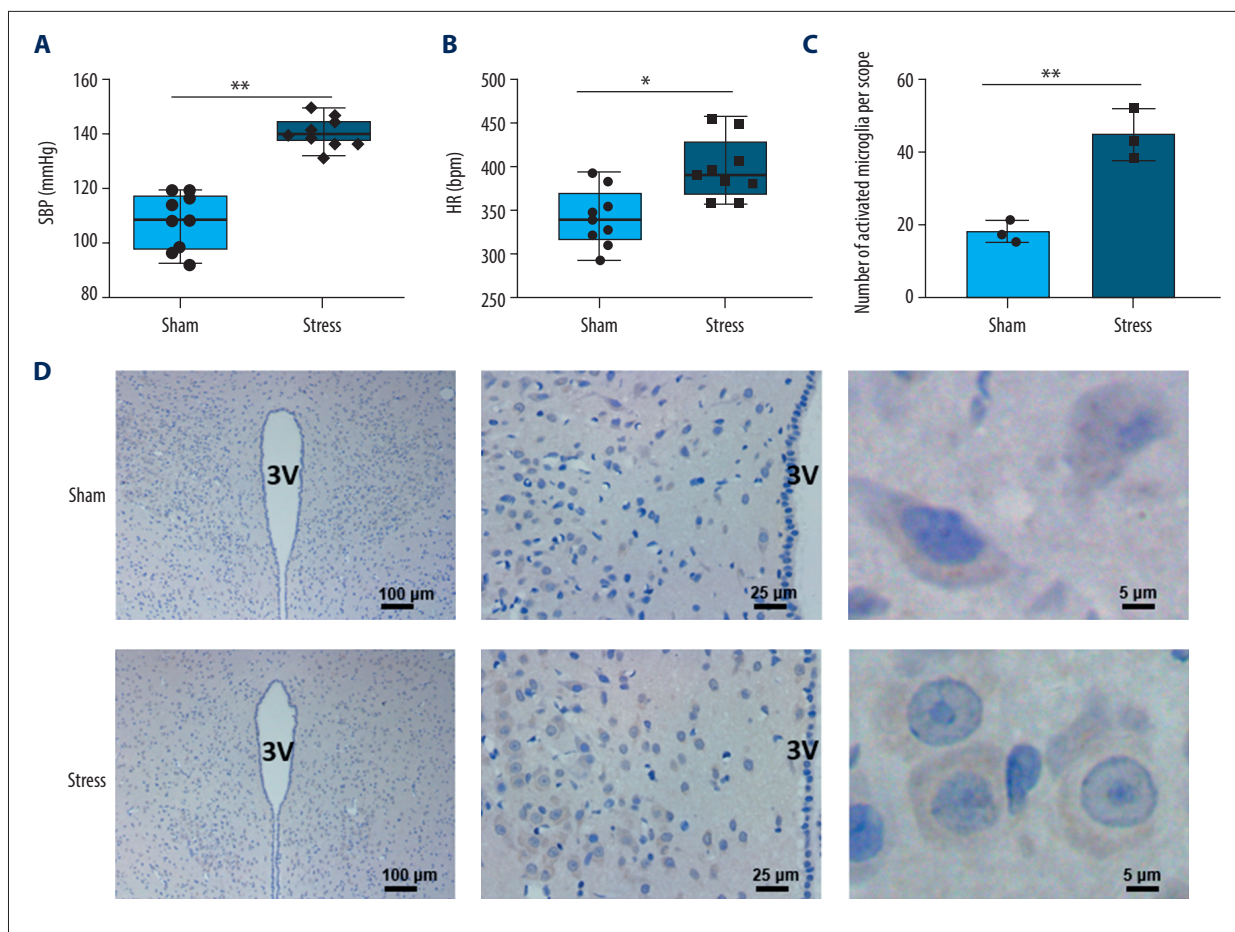 A
SBP (mmHg)
160
140
120
100
80
**
Sham
Stress
B
HR (bpm)
500
450
400
350
300
250
*
Sham
Stress
C
Number of activated microglia per scope
60
40
20
0
**
Sham
Stress
D
Sham
3V
100 µm
3V
25 µm
5 µm
Stress
3V
100 µm
3V
25 µm
5 µm